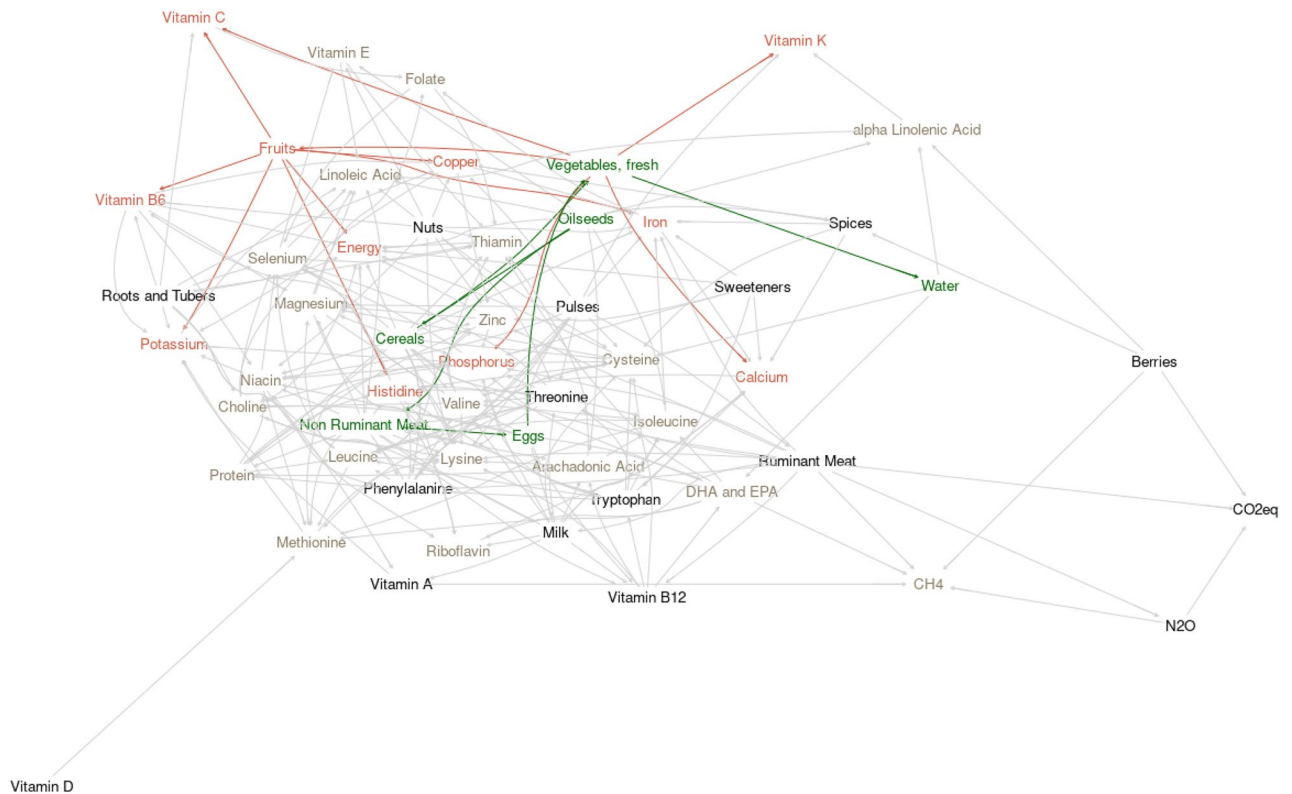 Vitamin C
Vitamin K
Vitamin E
Folate
alpha Linolenic Acid
Fruits
Copper
Vegetables, fresh
Linoleic Acid
Vitamin B6
Oilseeds
Iron
Spices
Nuts
Thiamin
Energy
Selenium
Water
Sweeteners
Roots and Tubers
Magnesium
Pulses
Zinc
Cereals
Potassium
Phosphorus
Cysteine
Berries
Calcium
Niacin
Histidine
Threonine
Valine
Choline
Isoleucine
Non Ruminant Meat
Eggs
Leucine
Lysine
Ruminant Meat
Arachadonic Acid
Protein
Phenylalanine
DHA and EPA
Tryptophan
CO2eq
Milk
Methionine
Riboflavin
Vitamin A
CH4
Vitamin B12
N2O
Vitamin D